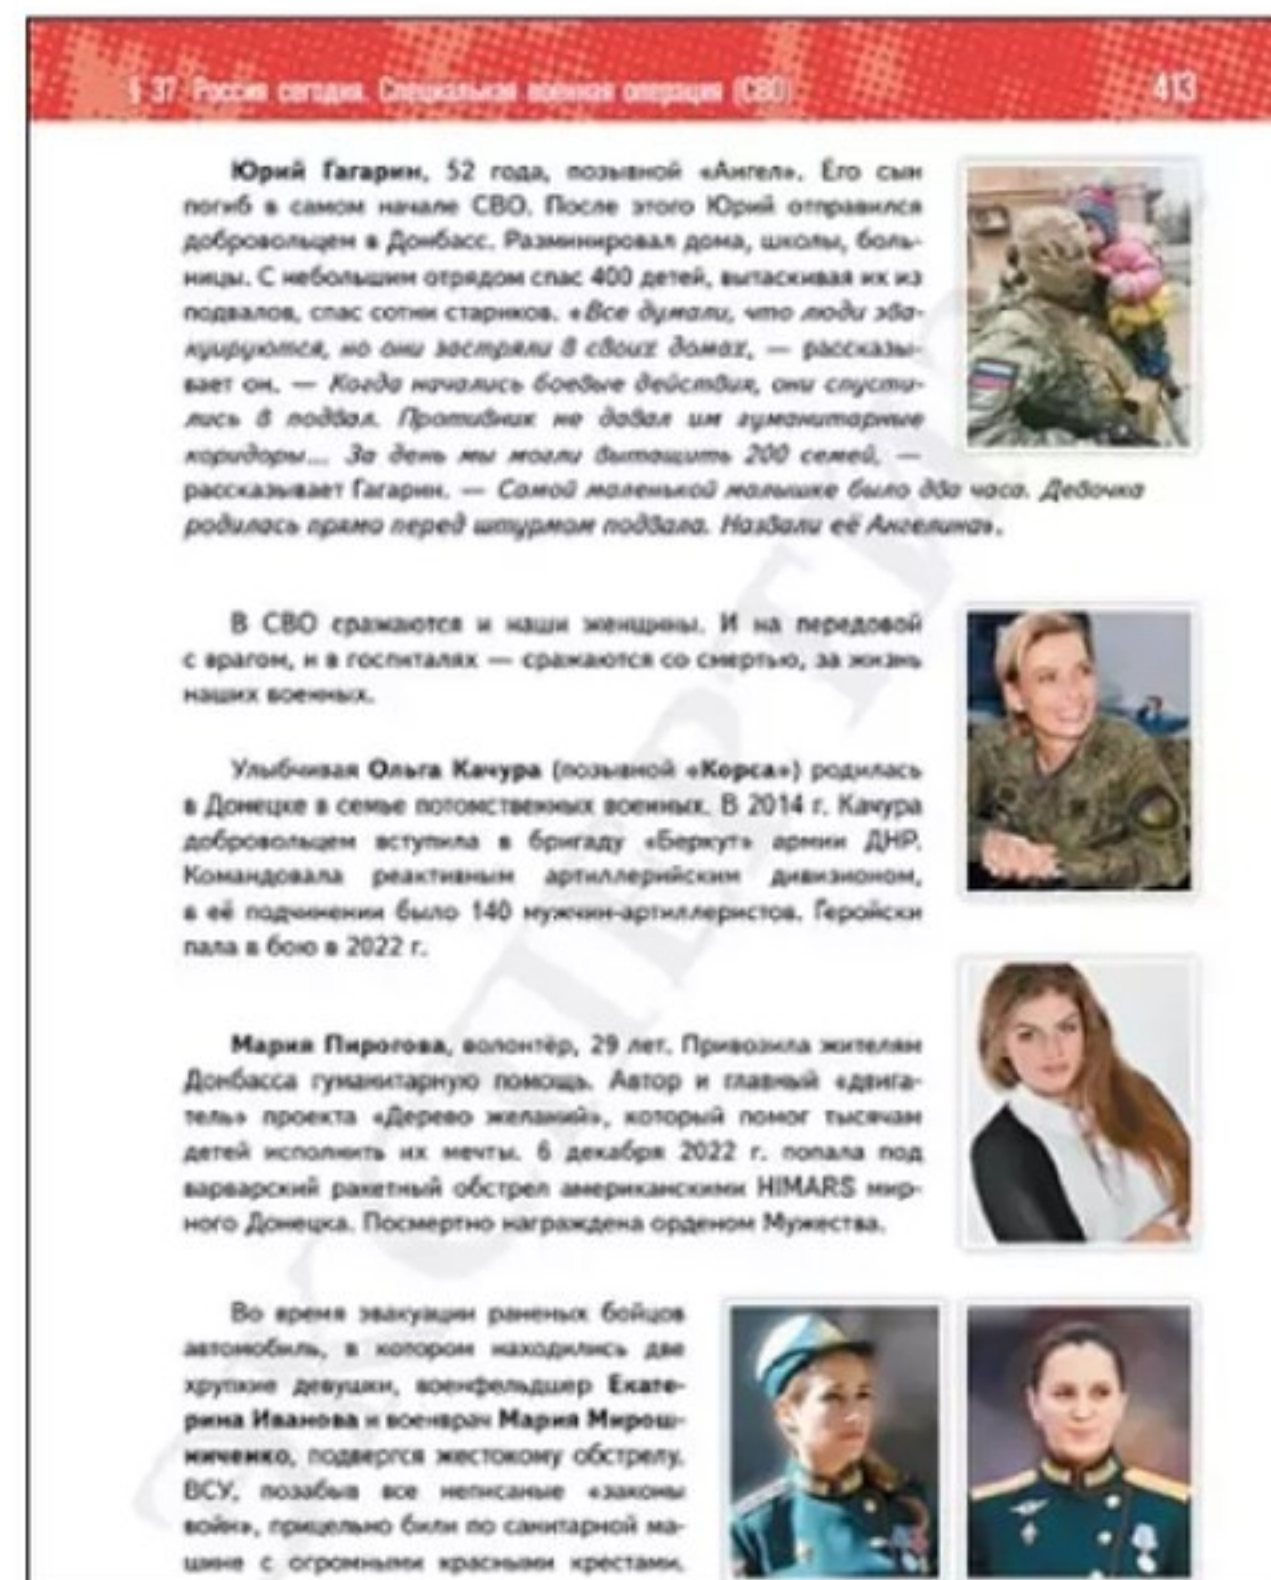 § 37. Россия сегодня. Специальная военная операция (СВО)
413
Юрий Гагарин, 52 года, позывной «Ангел». Его сын
погиб в самом начале СВО. После этого Юрий отправился
добровольцем в Донбасс. Разминировал дома, школы, боль-
ницы. С небольшим отрядом спас 400 детей, вытаскивая их из
подвалов, спас сотни стариков. «Все думали, что люди эва-
куируются, но они застряли в своих домах, — рассказы-
вает он. — Когда начались боевые действия, они спусти-
лись в подвал. Противник не давал им гуманитарные
коридоры... За день мы могли вытащить 200 семей, —
рассказывает Гагарин. — Самой маленькой малышке было два часа. Девочка
родилась прямо перед штурмом подвала. Назвали её Ангелина».
В СВО сражаются и наши женщины. И на передовой
с врагом, и в госпиталях — сражаются со смертью, за жизнь
наших военных.
Улыбчивая Ольга Качура (позывной «Корса») родилась
в Донецке в семье потомственных военных. В 2014 г. Качура
добровольцем вступила в бригаду «Беркут» армии ДНР.
Командовала реактивным артиллерийским дивизионом,
в её подчинении было 140 мужчин-артиллеристов. Геройски
пала в бою в 2022 г.
Мария Пирогова, волонтёр, 29 лет. Привозила жителям
Донбасса гуманитарную помощь. Автор и главный «двига-
тель» проекта «Дерево желаний», который помог тысячам
детей исполнить их мечты. 6 декабря 2022 г. попала под
варварский ракетный обстрел американскими HIMARS мир-
ного Донецка. Посмертно награждена орденом Мужества.
Во время эвакуации раненых бойцов
автомобиль, в котором находились две
хрупкие девушки, военфельдшер Екате-
рина Иванова и военврач Мария Мирош-
ниченко, подвергся жестокому обстрелу.
ВСУ, позабыв все неписаные «законы
войн», прицельно били по санитарной ма-
шине с огромными красными крестами.